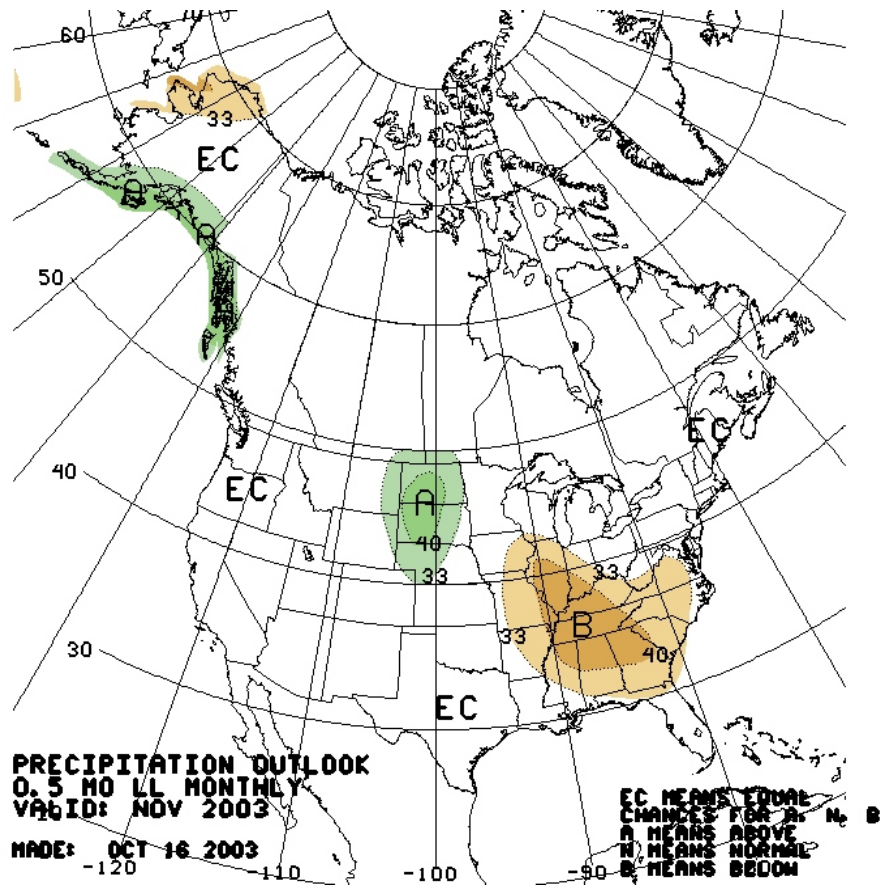 70
60
33
EC
A
A
50
EC
40
EC
A
40
33
33
B
33
40
30
EC
PRECIPITATION OUTLOOK
0.5 MO LL MONTHLY
VALID: NOV 2003
20
MADE: OCT 16 2003
-120
-110
-100
-90
EC MEANS EQUAL
CHANCES FOR A, N, B
A MEANS ABOVE
N MEANS NORMAL
B MEANS BELOW